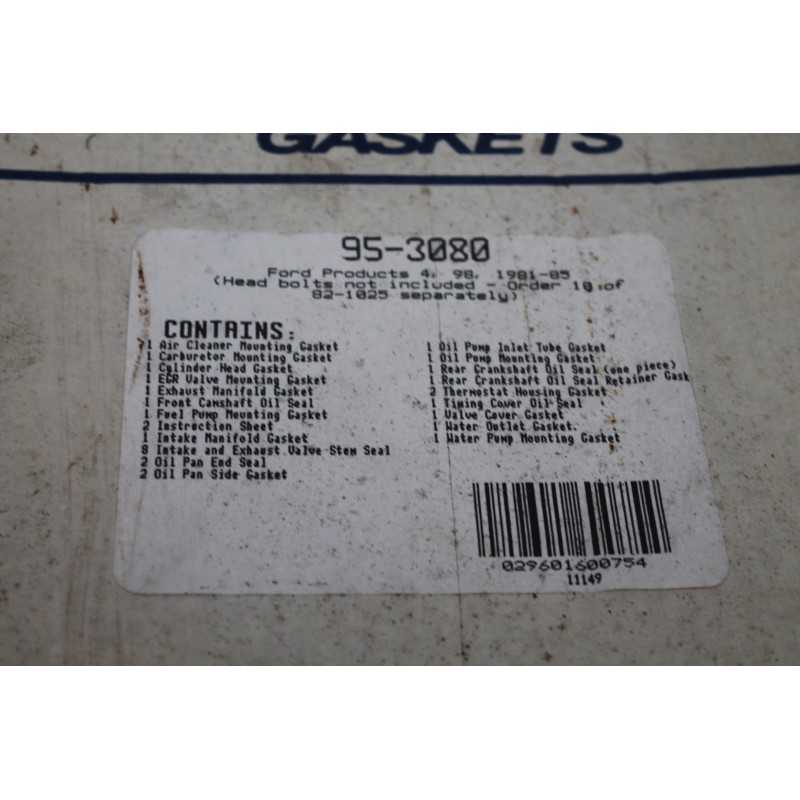 GASKETS
95-3080
Ford Products 4, 98, 1981-85
(Head bolts not included - Order 10 of
82-1025 separately)
CONTAINS:
1 Air Cleaner Mounting Gasket
1 Carburetor Mounting Gasket
1 Cylinder Head Gasket
1 EGR Valve Mounting Gasket
1 Exhaust Manifold Gasket
1 Front Camshaft Oil Seal
1 Fuel Pump Mounting Gasket
2 Instruction Sheet
1 Intake Manifold Gasket
8 Intake and Exhaust Valve Stem Seal
2 Oil Pan End Seal
2 Oil Pan Side Gasket
1 Oil Pump Inlet Tube Gasket
1 Oil Pump Mounting Gasket
1 Rear Crankshaft Oil Seal (one piece)
1 Rear Crankshaft Oil Seal Retainer Gask
2 Thermostat Housing Gasket
1 Timing Cover Oil Seal
1 Valve Cover Gasket
1 Water Outlet Gasket.
1 Water Pump Mounting Gasket
029601600754
11149